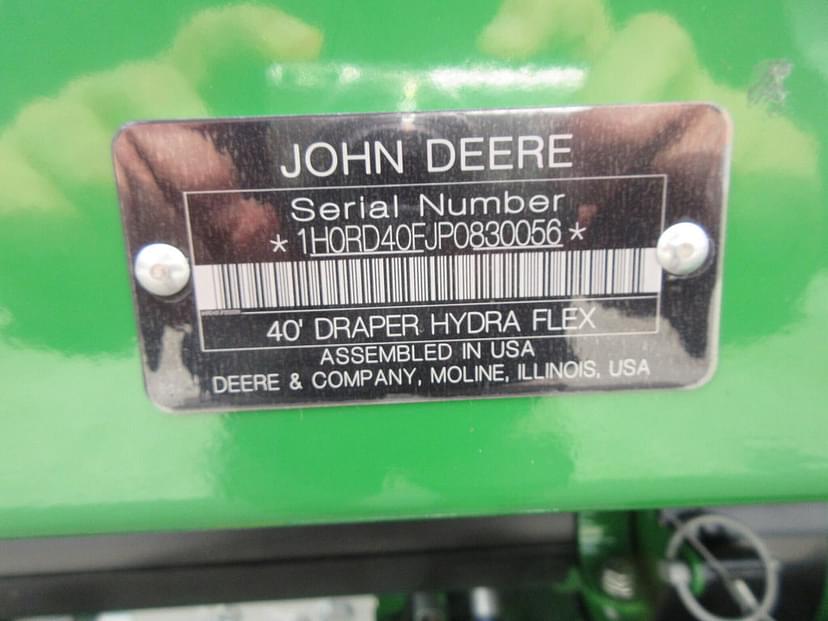 JOHN DEERE
Serial Number
*1H0RD40FJP0830056*
40' DRAPER HYDRA FLEX
ASSEMBLED IN USA
DEERE & COMPANY, MOLINE, ILLINOIS, USA